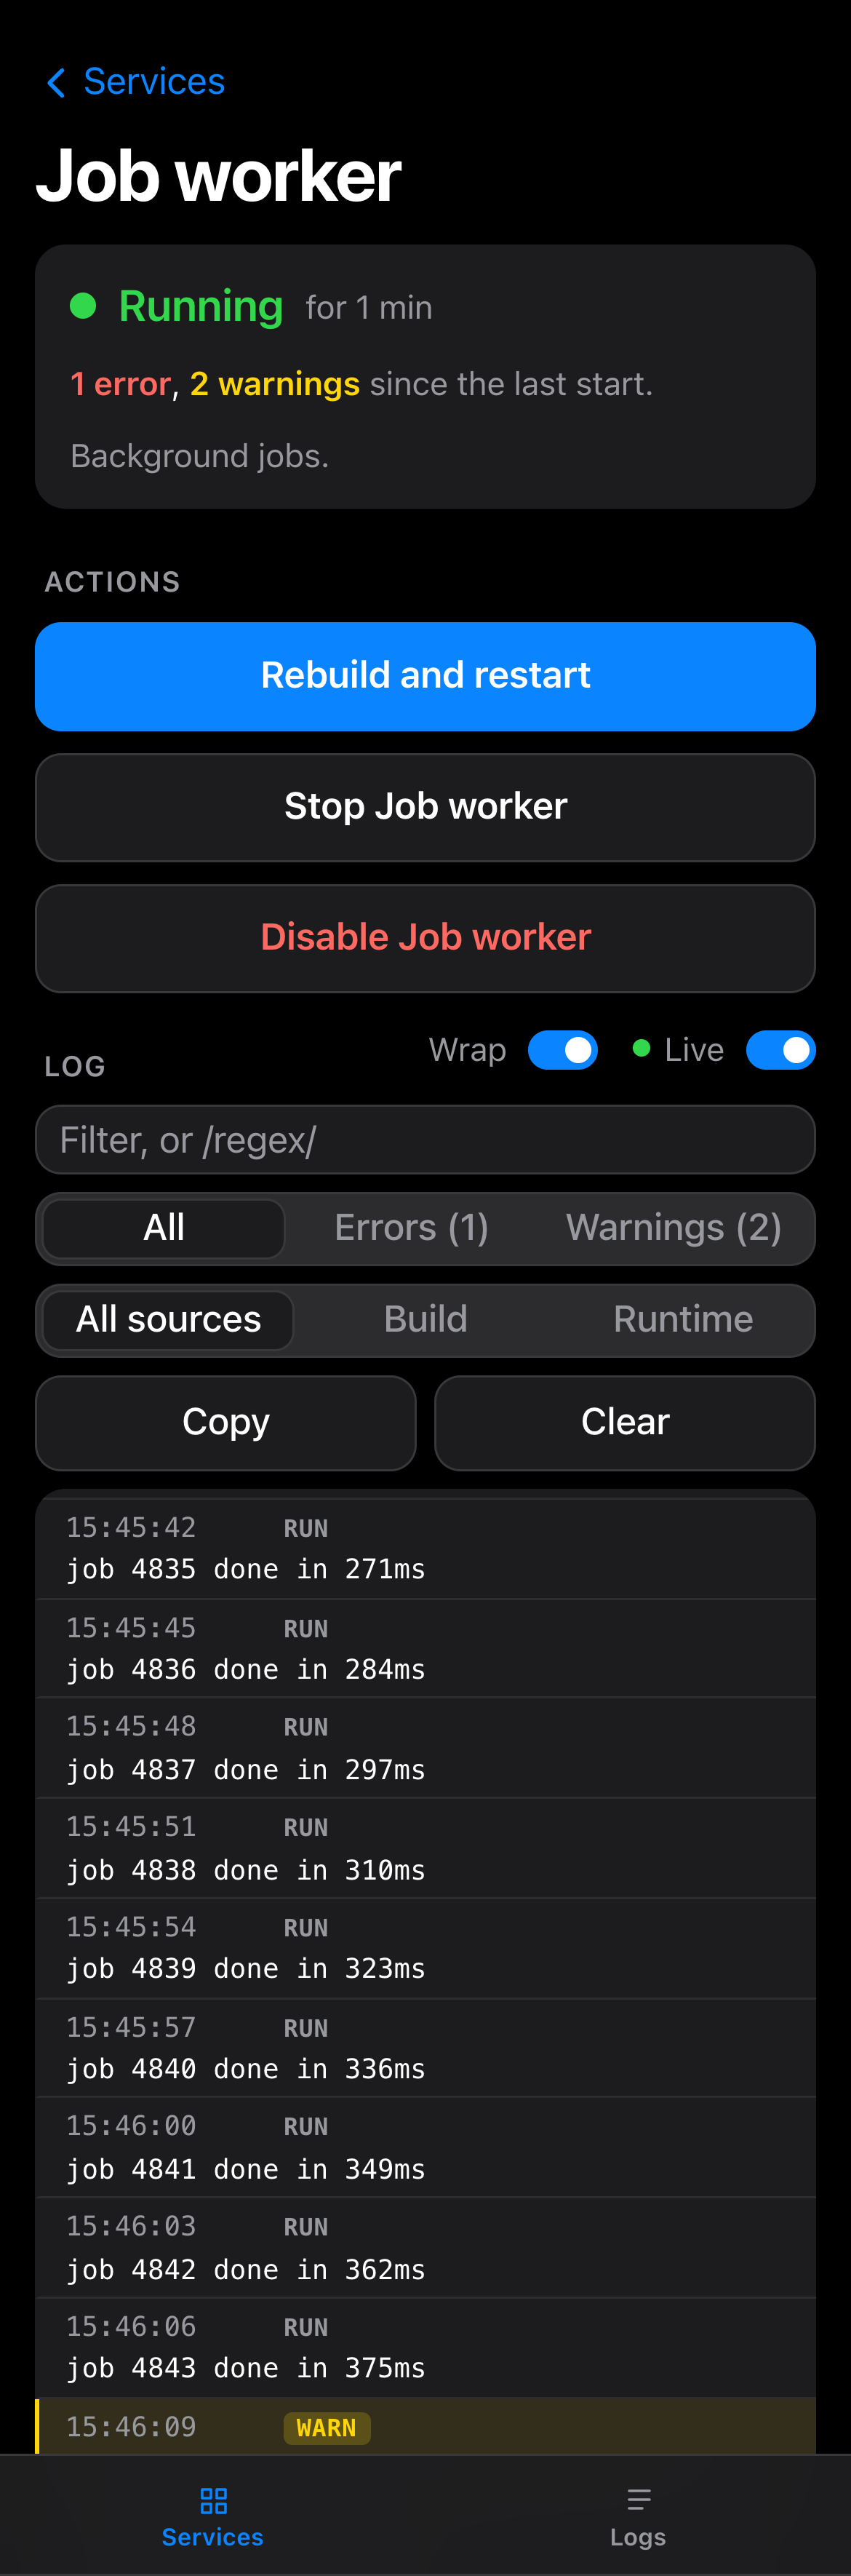 Services
Job worker
Running for 1 min
1 error, 2 warnings since the last start.
Background jobs.
ACTIONS
Rebuild and restart
Stop Job worker
Disable Job worker
LOG Wrap Live
Filter, or /regex/
All Errors (1) Warnings (2)
All sources Build Runtime
Copy Clear
15:45:42 RUN
job 4835 done in 271ms
15:45:45 RUN
job 4836 done in 284ms
15:45:48 RUN
job 4837 done in 297ms
15:45:51 RUN
job 4838 done in 310ms
15:45:54 RUN
job 4839 done in 323ms
15:45:57 RUN
job 4840 done in 336ms
15:46:00 RUN
job 4841 done in 349ms
15:46:03 RUN
job 4842 done in 362ms
15:46:06 RUN
job 4843 done in 375ms
15:46:09 WARN
Services Logs